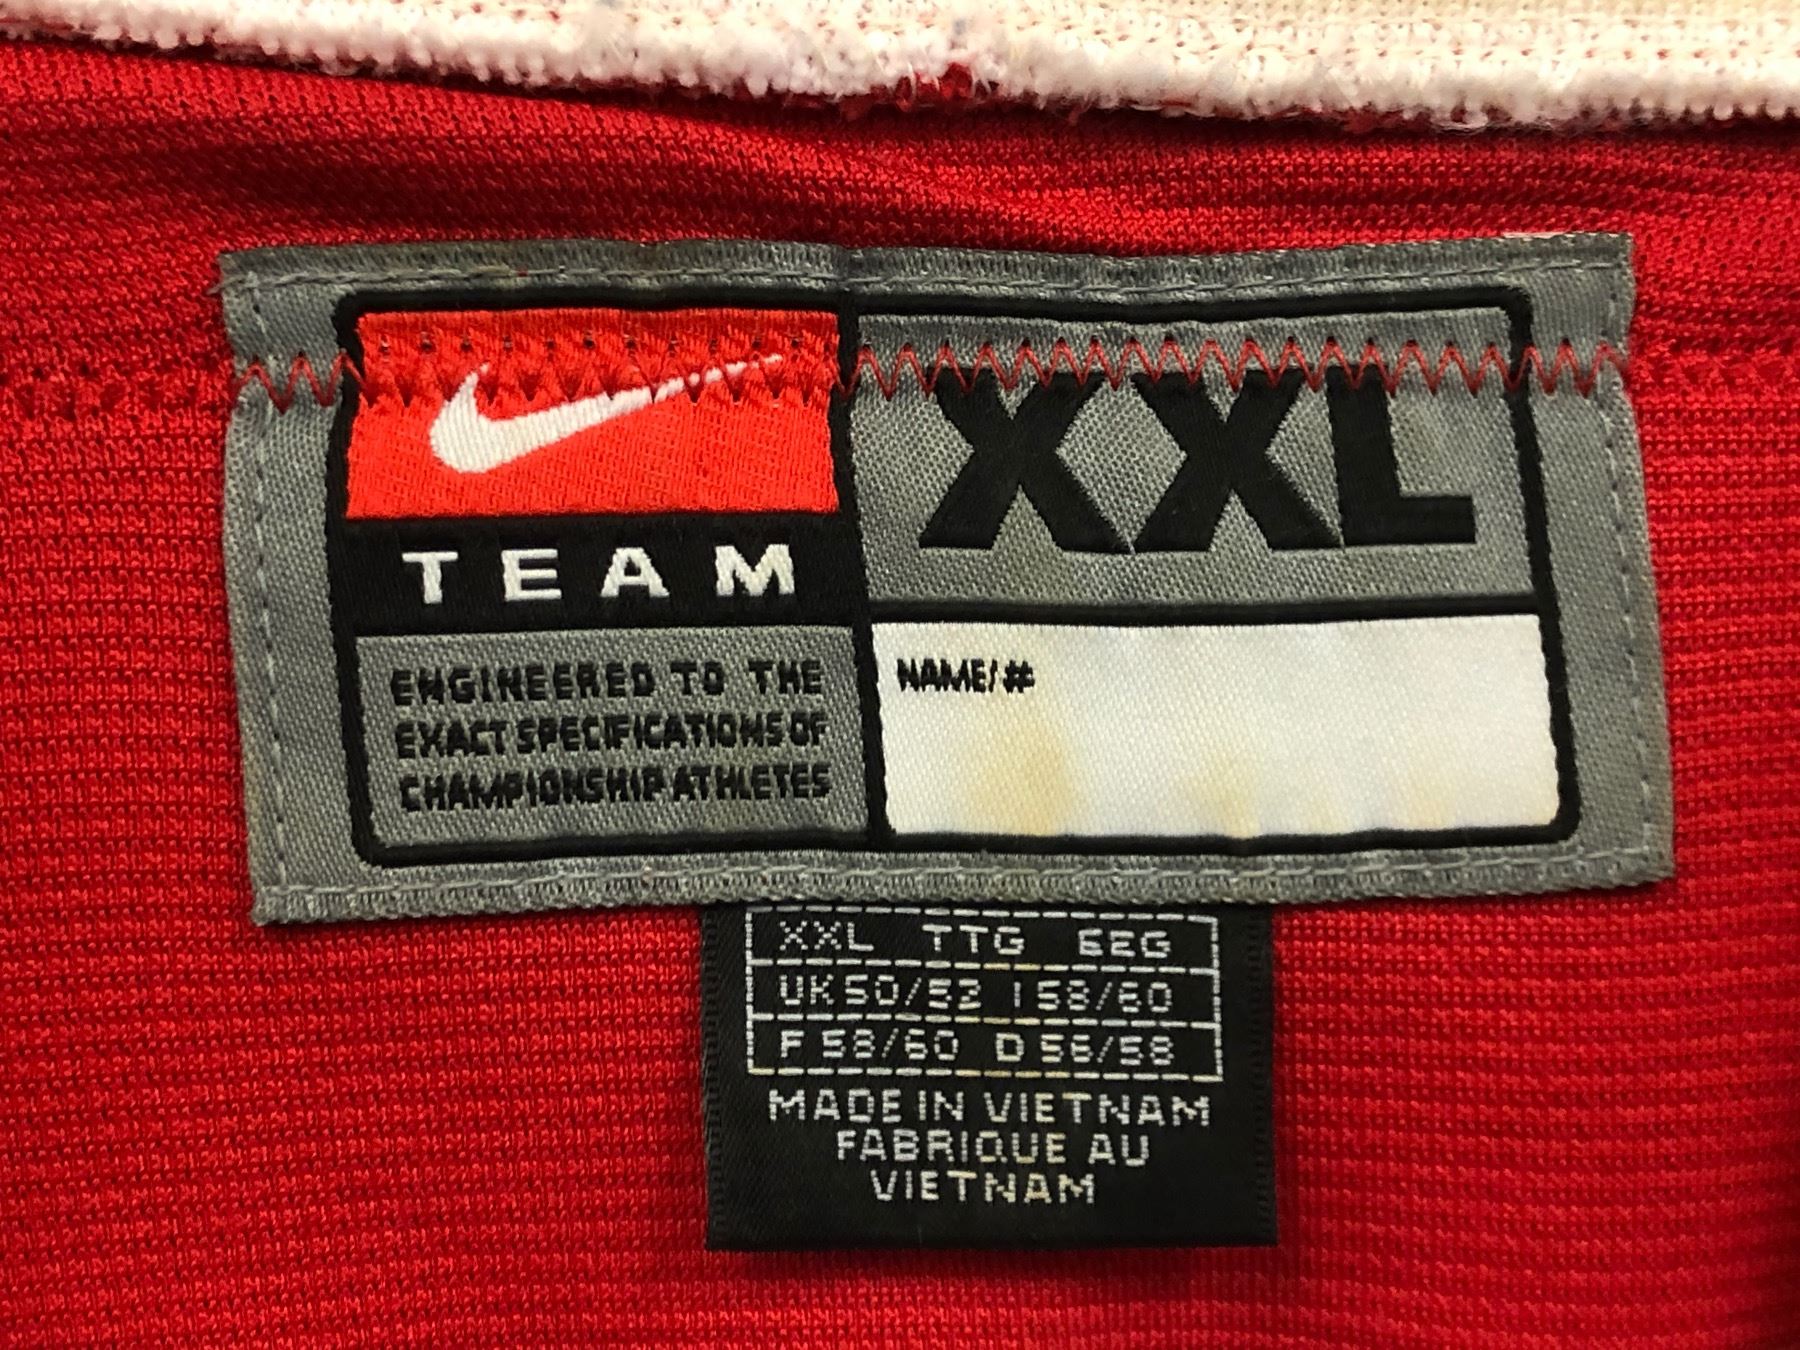 TEAM
XXL
ENGINEERED TO THE
EXACT SPECIFICATIONS OF
CHAMPIONSHIP ATHLETES
NAME/#
XXL TTG EEG
UK 50/52 I 58/60
F 58/60 D 56/58
MADE IN VIETNAM
FABRIQUE AU
VIETNAM